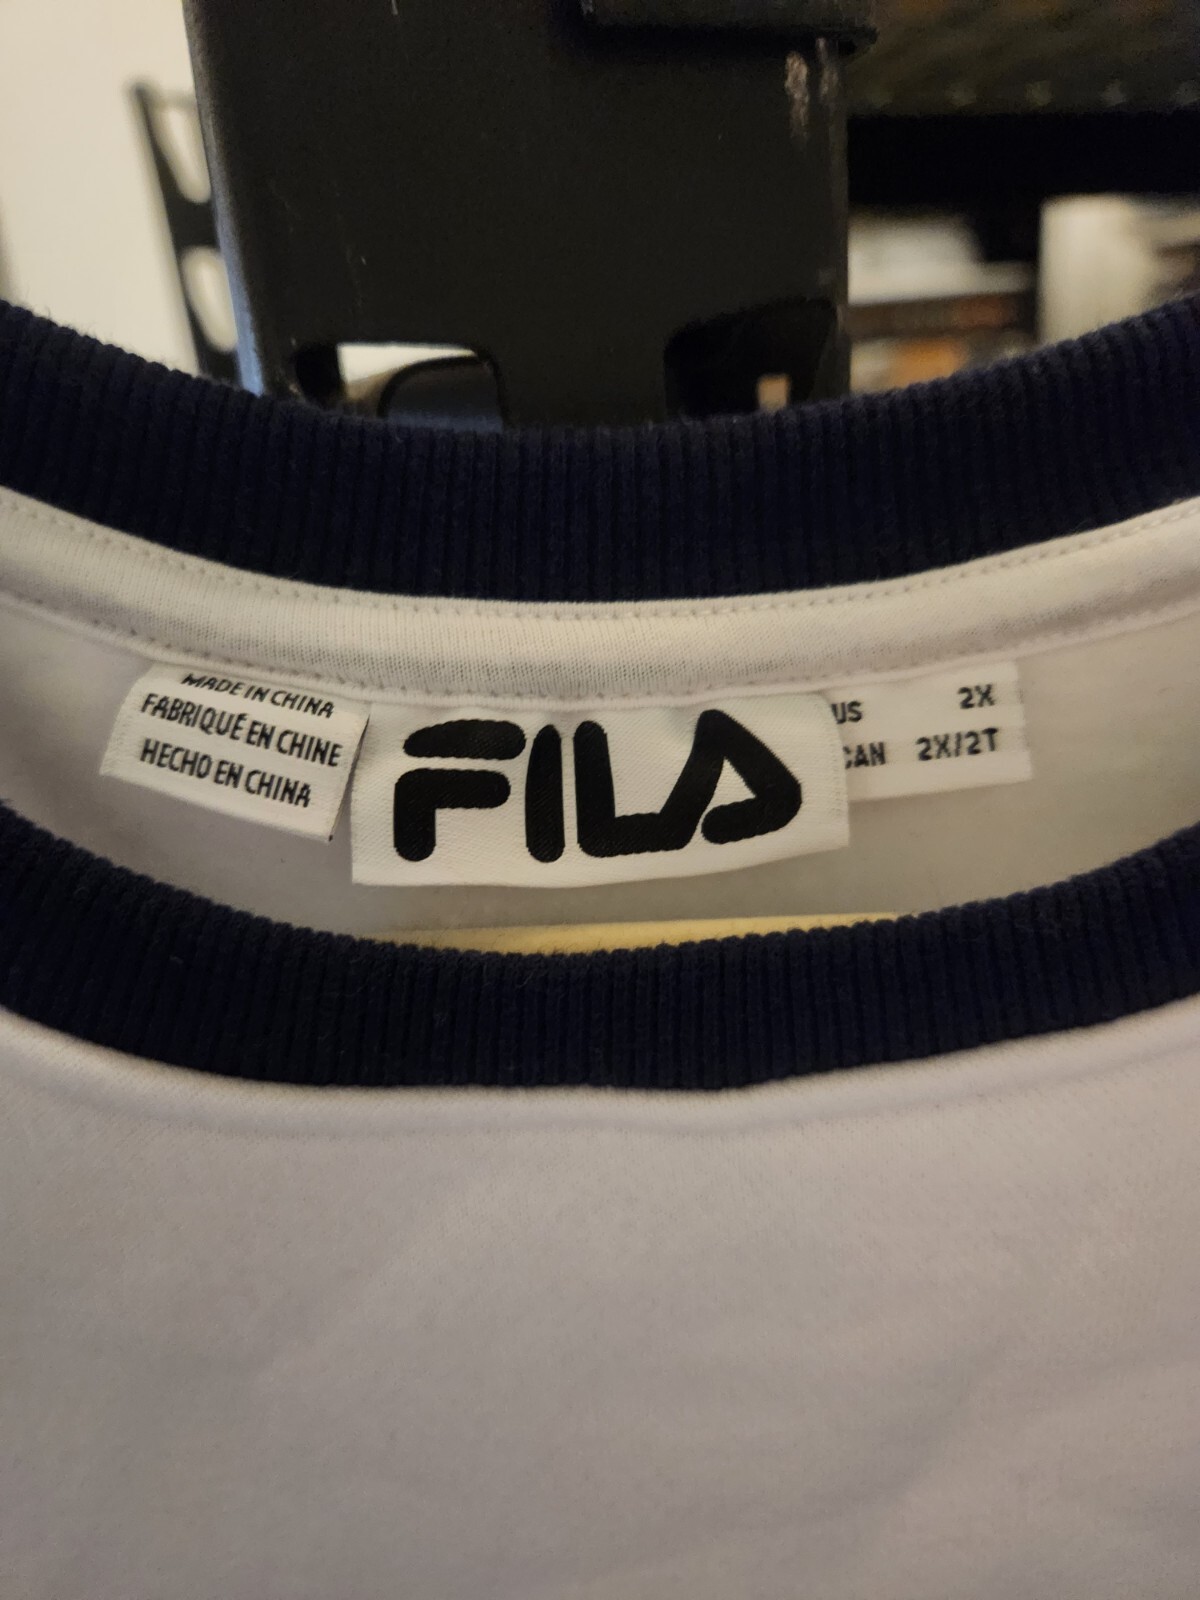 MADE IN CHINA
FABRIQUÉ EN CHINE
HECHO EN CHINA
FILA
US 2X
CAN 2X/2T